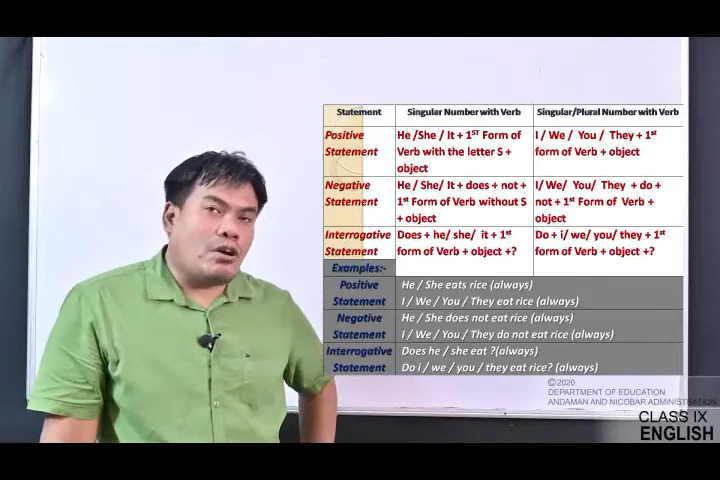 Statement Singular Number with Verb Singular/Plural Number with Verb
Positive He /She / It + 1ST Form of I / We / You / They + 1st
Statement Verb with the letter S + form of Verb + object
object
Negative He / She/ It + does + not + I/ We/ You/ They + do +
Statement 1st Form of Verb without S not + 1st Form of Verb +
+ object object
Interrogative Does + he/ she/ it + 1st Do + i/ we/ you/ they + 1st
Statement form of Verb + object +? form of Verb + object +?
Examples:-
Positive He / She eats rice (always)
Statement I / We / You / They eat rice (always)
Negative He / She does not eat rice (always)
Statement I / We / You / They do not eat rice (always)
Interrogative Does he / she eat ?(always)
Statement Do i / we / you / they eat rice? (always)
©2020
DEPARTMENT OF EDUCATION
ANDAMAN AND NICOBAR ADMINISTRATION
CLASS IX
ENGLISH